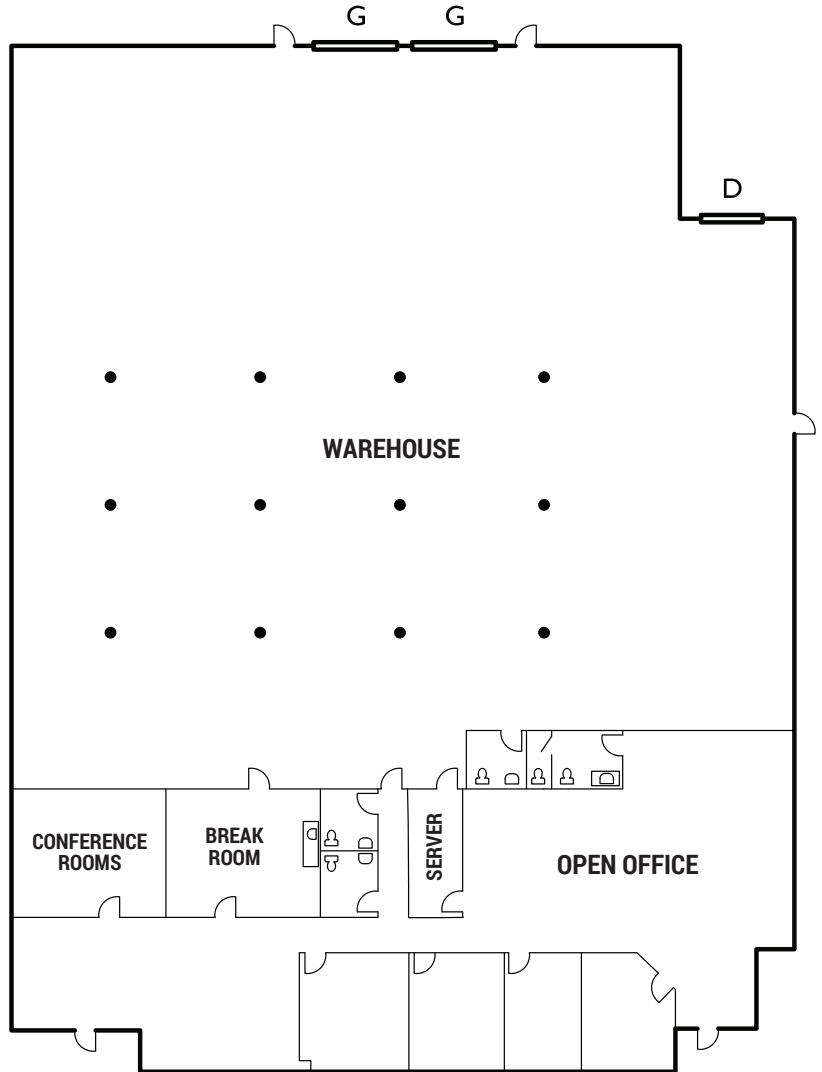 G G
D
WAREHOUSE
CONFERENCE
ROOMS
BREAK
ROOM
SERVER
OPEN OFFICE